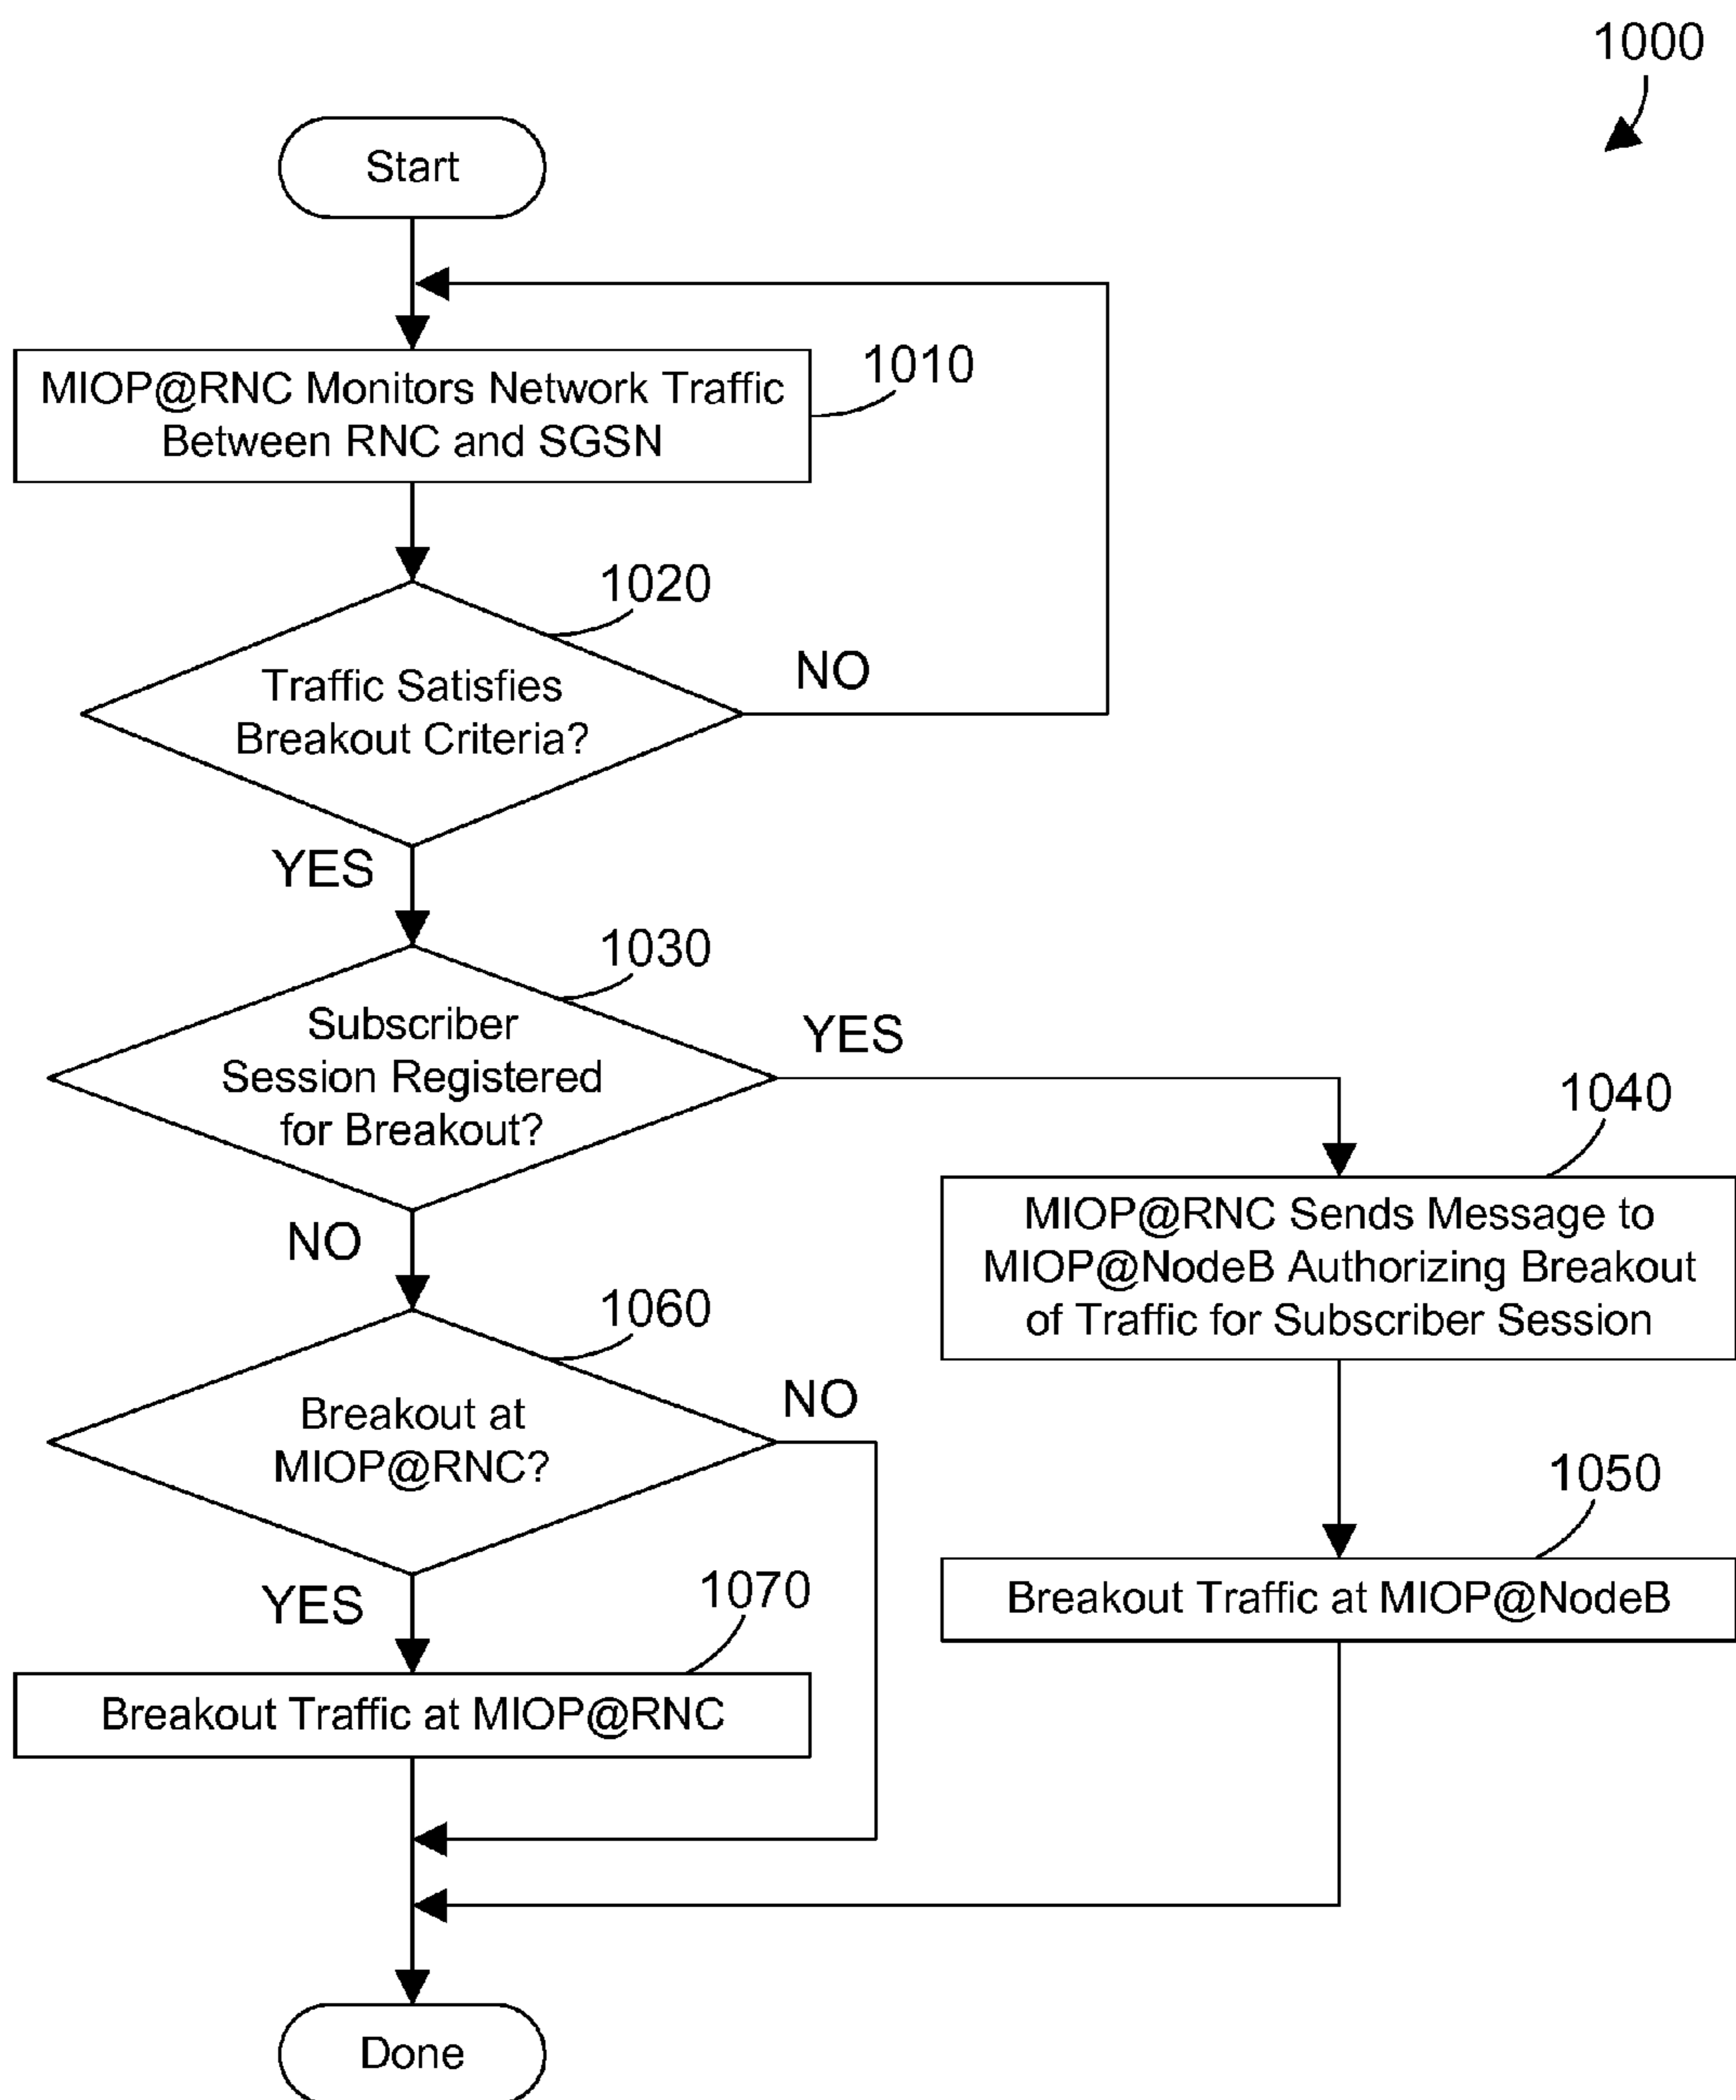 1000
Start
MIOP@RNC Monitors Network Traffic
Between RNC and SGSN
1010
1020
Traffic Satisfies
Breakout Criteria?
NO
YES
1030
Subscriber
Session Registered
for Breakout?
YES
NO
1040
MIOP@RNC Sends Message to
MIOP@NodeB Authorizing Breakout
of Traffic for Subscriber Session
1060
Breakout at
MIOP@RNC?
NO
YES
1050
Breakout Traffic at MIOP@NodeB
1070
Breakout Traffic at MIOP@RNC
Done